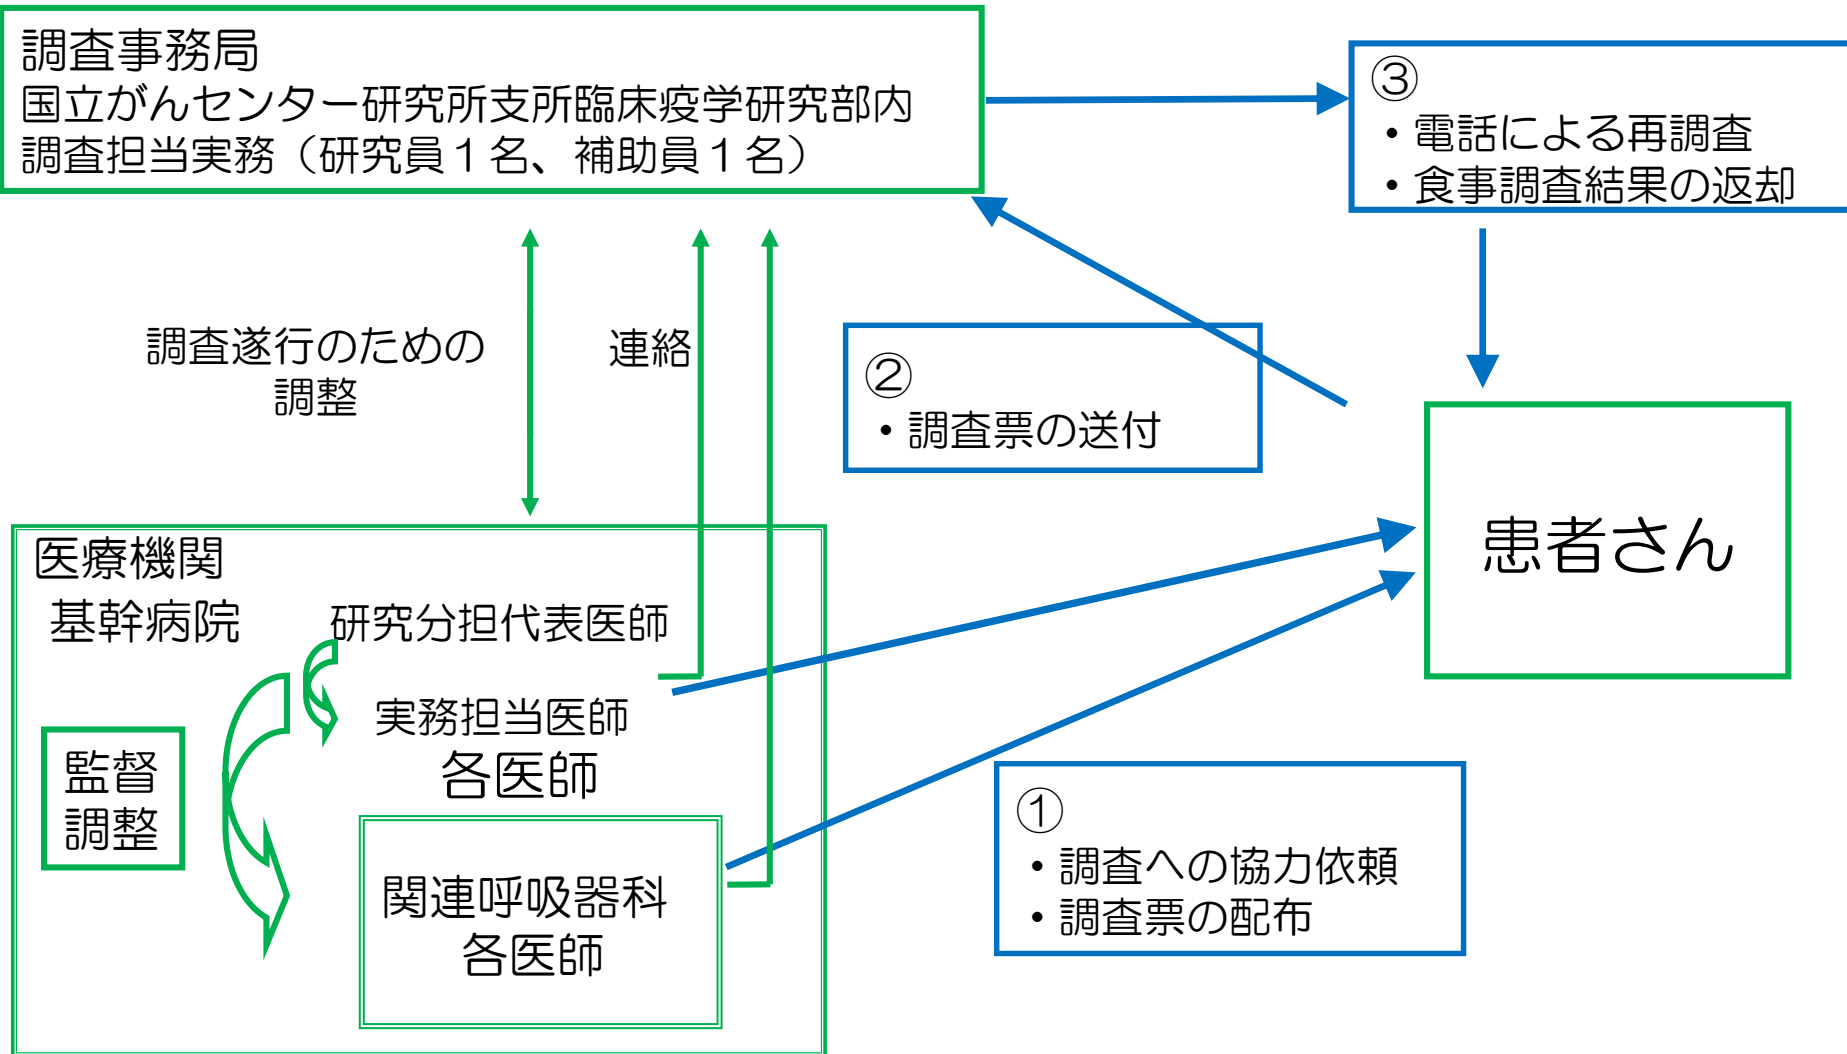 調査事務局
国立がんセンター研究所支所臨床疫学研究部内
調査担当実務（研究員１名、補助員１名）
③
・電話による再調査
・食事調査結果の返却
調査遂行のための
調整
連絡
②
・調査票の送付
患者さん
医療機関
基幹病院
研究分担代表医師
実務担当医師
各医師
監督
調整
関連呼吸器科
各医師
①
・調査への協力依頼
・調査票の配布